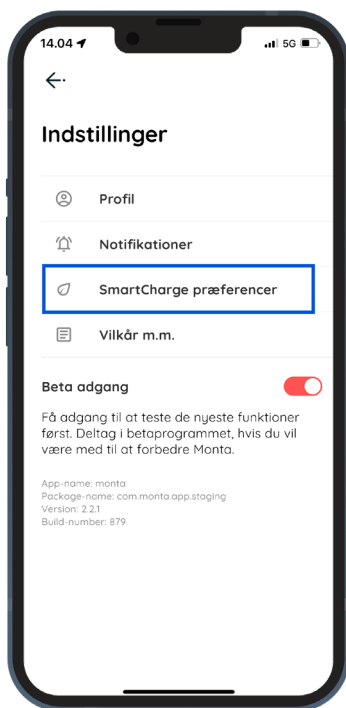 14.04 5G
Indstillinger
Profil
Notifikationer
SmartCharge præferencer
Vilkår m.m.
Beta adgang
Få adgang til at teste de nyeste funktioner
først. Deltag i betaprogrammet, hvis du vil
være med til at forbedre Monta.
App-name: monta
Package-name: com.monta.app.staging
Version: 2.2.1
Build-number: 879